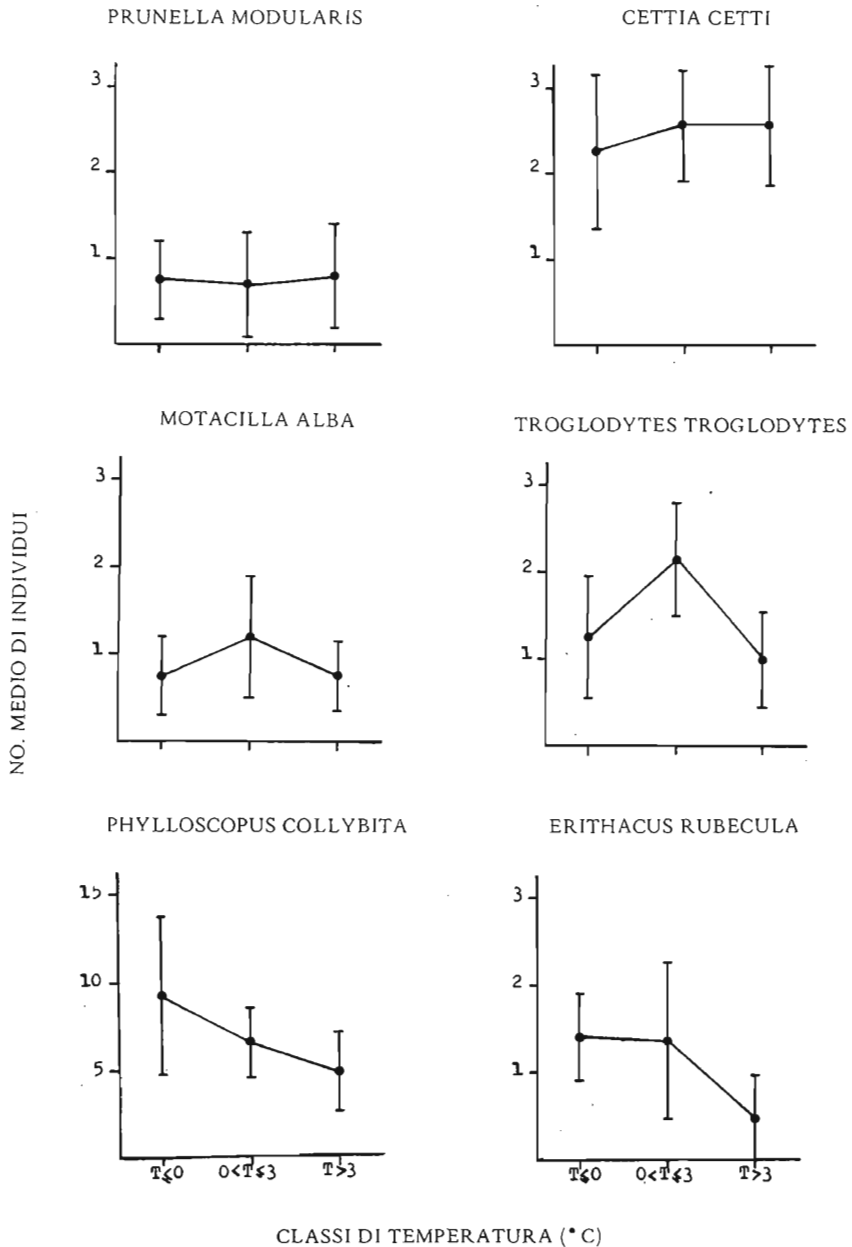 PRUNELLA MODULARIS
3
2
1
CETTIA CETTI
3
2
1
NO. MEDIO DI INDIVIDUI
MOTACILLA ALBA
3
2
1
TROGLODYTES TROGLODYTES
3
2
1
PHYLLOSCOPUS COLLYBITA
15
10
5
T≤0 0<T≤3 T>3
ERITHACUS RUBECULA
3
2
1
T≤0 0<T≤3 T>3
CLASSI DI TEMPERATURA (°C)